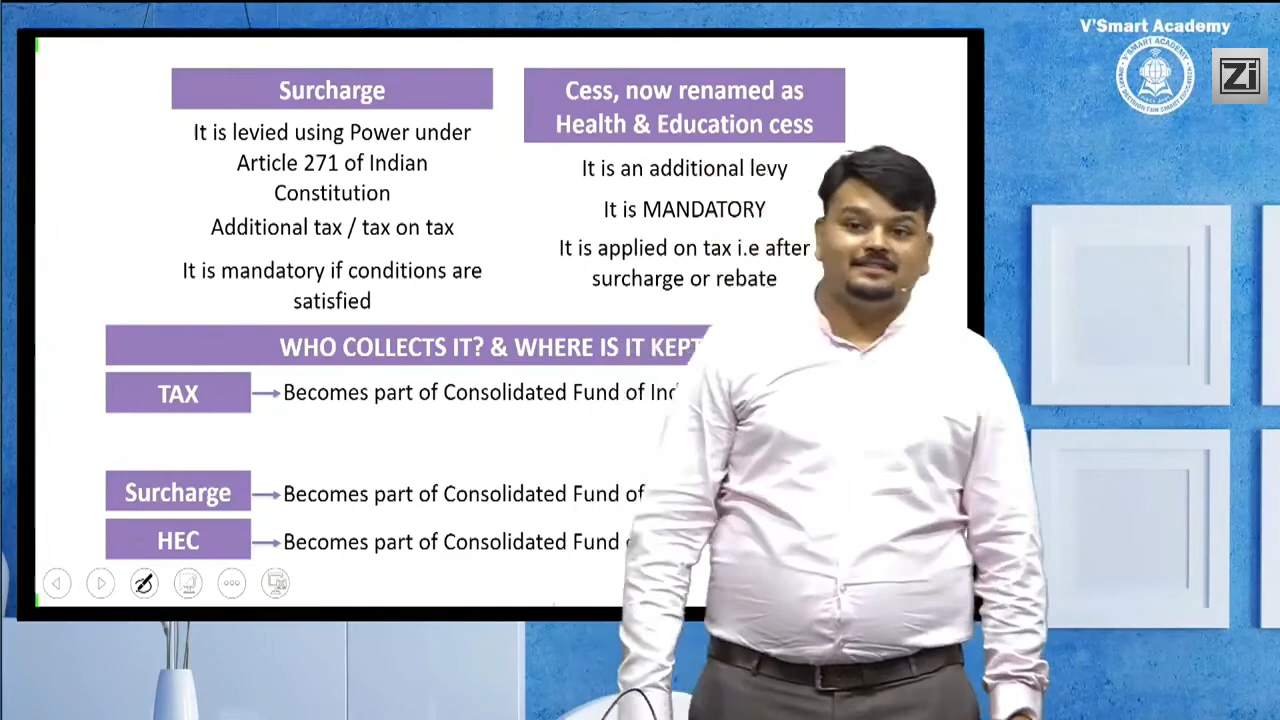 V'Smart Academy
Zi
Surcharge
It is levied using Power under
Article 271 of Indian
Constitution
Additional tax / tax on tax
It is mandatory if conditions are
satisfied
Cess, now renamed as
Health & Education cess
It is an additional levy
It is MANDATORY
It is applied on tax i.e after
surcharge or rebate
WHO COLLECTS IT? & WHERE IS IT KEPT
TAX
Becomes part of Consolidated Fund of
Surcharge
Becomes part of Consolidated Fund of
HEC
Becomes part of Consolidated Fund